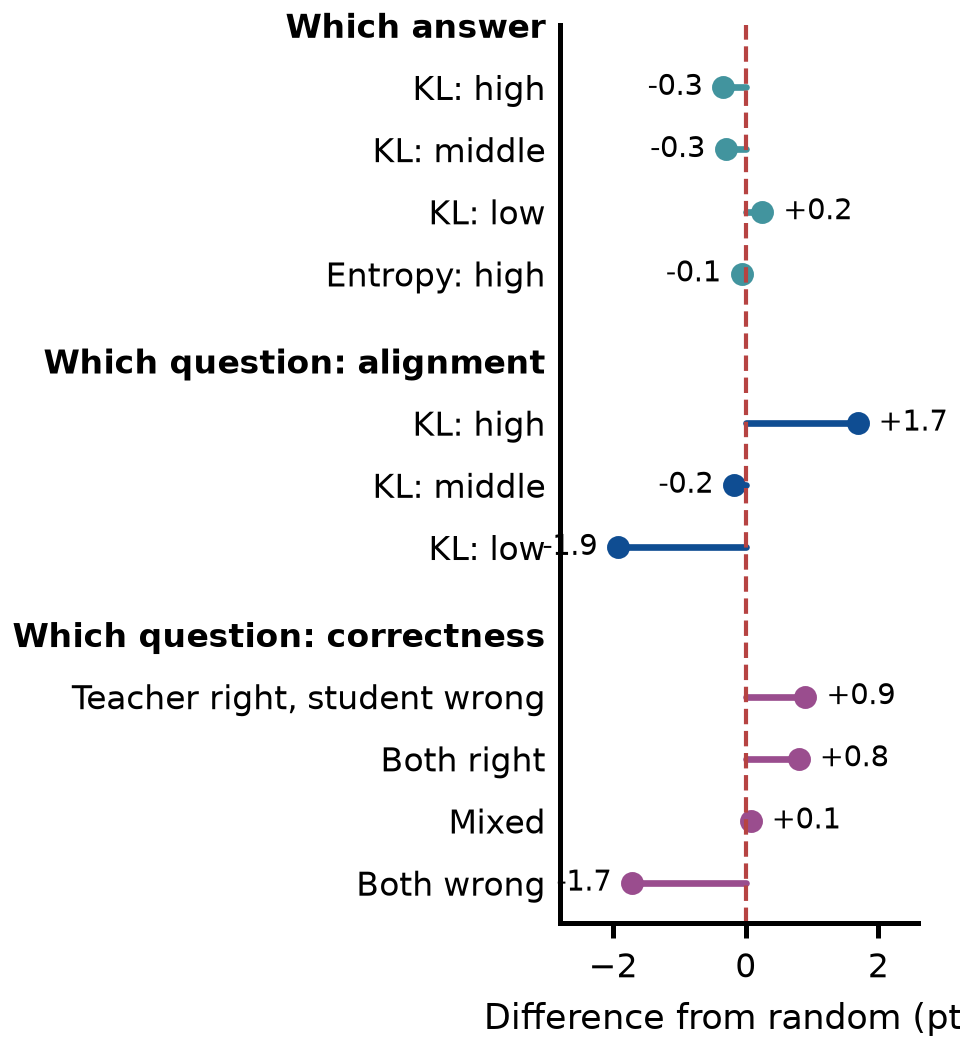 Which answer
KL: high -0.3
KL: middle -0.3
KL: low +0.2
Entropy: high -0.1
Which question: alignment
KL: high +1.7
KL: middle -0.2
KL: low -1.9
Which question: correctness
Teacher right, student wrong +0.9
Both right +0.8
Mixed +0.1
Both wrong -1.7
−2 0 2
Difference from random (pt